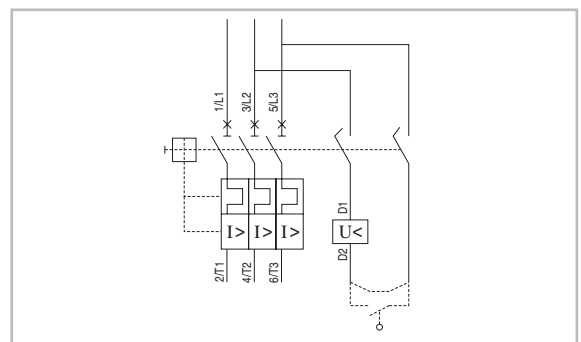 1/L1
3/L2
5/L3
D1
I> I> I>
U<
D2
2/T1
4/T2
6/T3